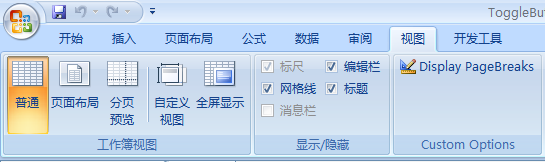 ToggleBu
开始 插入 页面布局 公式 数据 审阅 视图 开发工具
普通 页面布局 分页预览 自定义视图 全屏显示
标尺 编辑栏
网格线 标题
消息栏
Display PageBreaks
工作簿视图 显示/隐藏 Custom Options